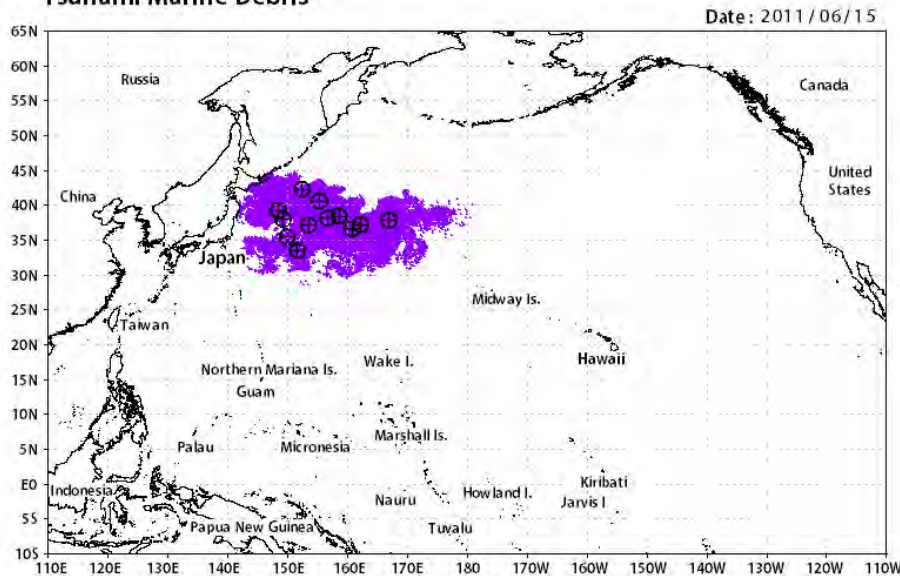 Tsunami Marine Debris
Date: 2011/06/15
65N
60N
55N
50N
45N
40N
35N
30N
25N
20N
15N
10N
5N
E0
5S
10S
Russia
Canada
United
States
China
Japan
Midway Is.
Taiwan
Hawaii
Wake I.
Northern Mariana Is.
Guam
Marshall Is.
Palau
Micronesia
Kiribati
Indonesia
Howland I.
Jarvis I
Nauru
Papua New Guinea
Tuvalu
110E 120E 130E 140E 150E 160E 170E 180 170W 160W 150W 140W 130W 120W 110W